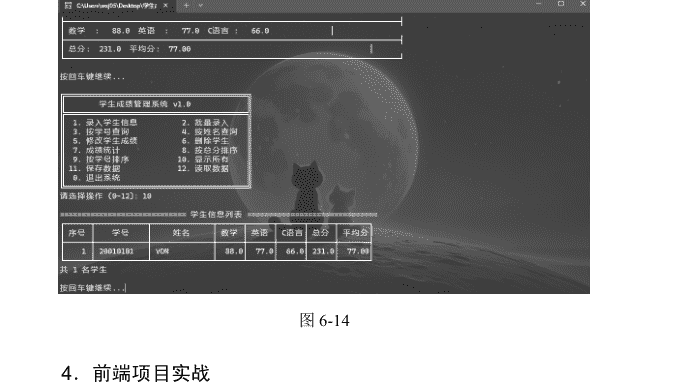 数学 : 88.0 英语 : 77.0 C语言 : 66.0
总分: 231.0 平均分: 77.00
按回车键继续...
学生成绩管理系统 v1.0
1. 录入学生信息 2. 批量录入
3. 按学号查询 4. 按姓名查询
5. 修改学生成绩 6. 删除学生
7. 成绩统计 8. 按总分排序
9. 按学号排序 10. 显示所有
11. 保存数据 12. 读取数据
0. 退出系统
请选择操作 (0-12): 10
学生信息列表
序号 学号 姓名 数学 英语 C语言 总分 平均分
1 20010101 88.0 77.0 66.0 231.0 77.00
共 1 名学生
按回车键继续...
图 6-14
4. 前端项目实战